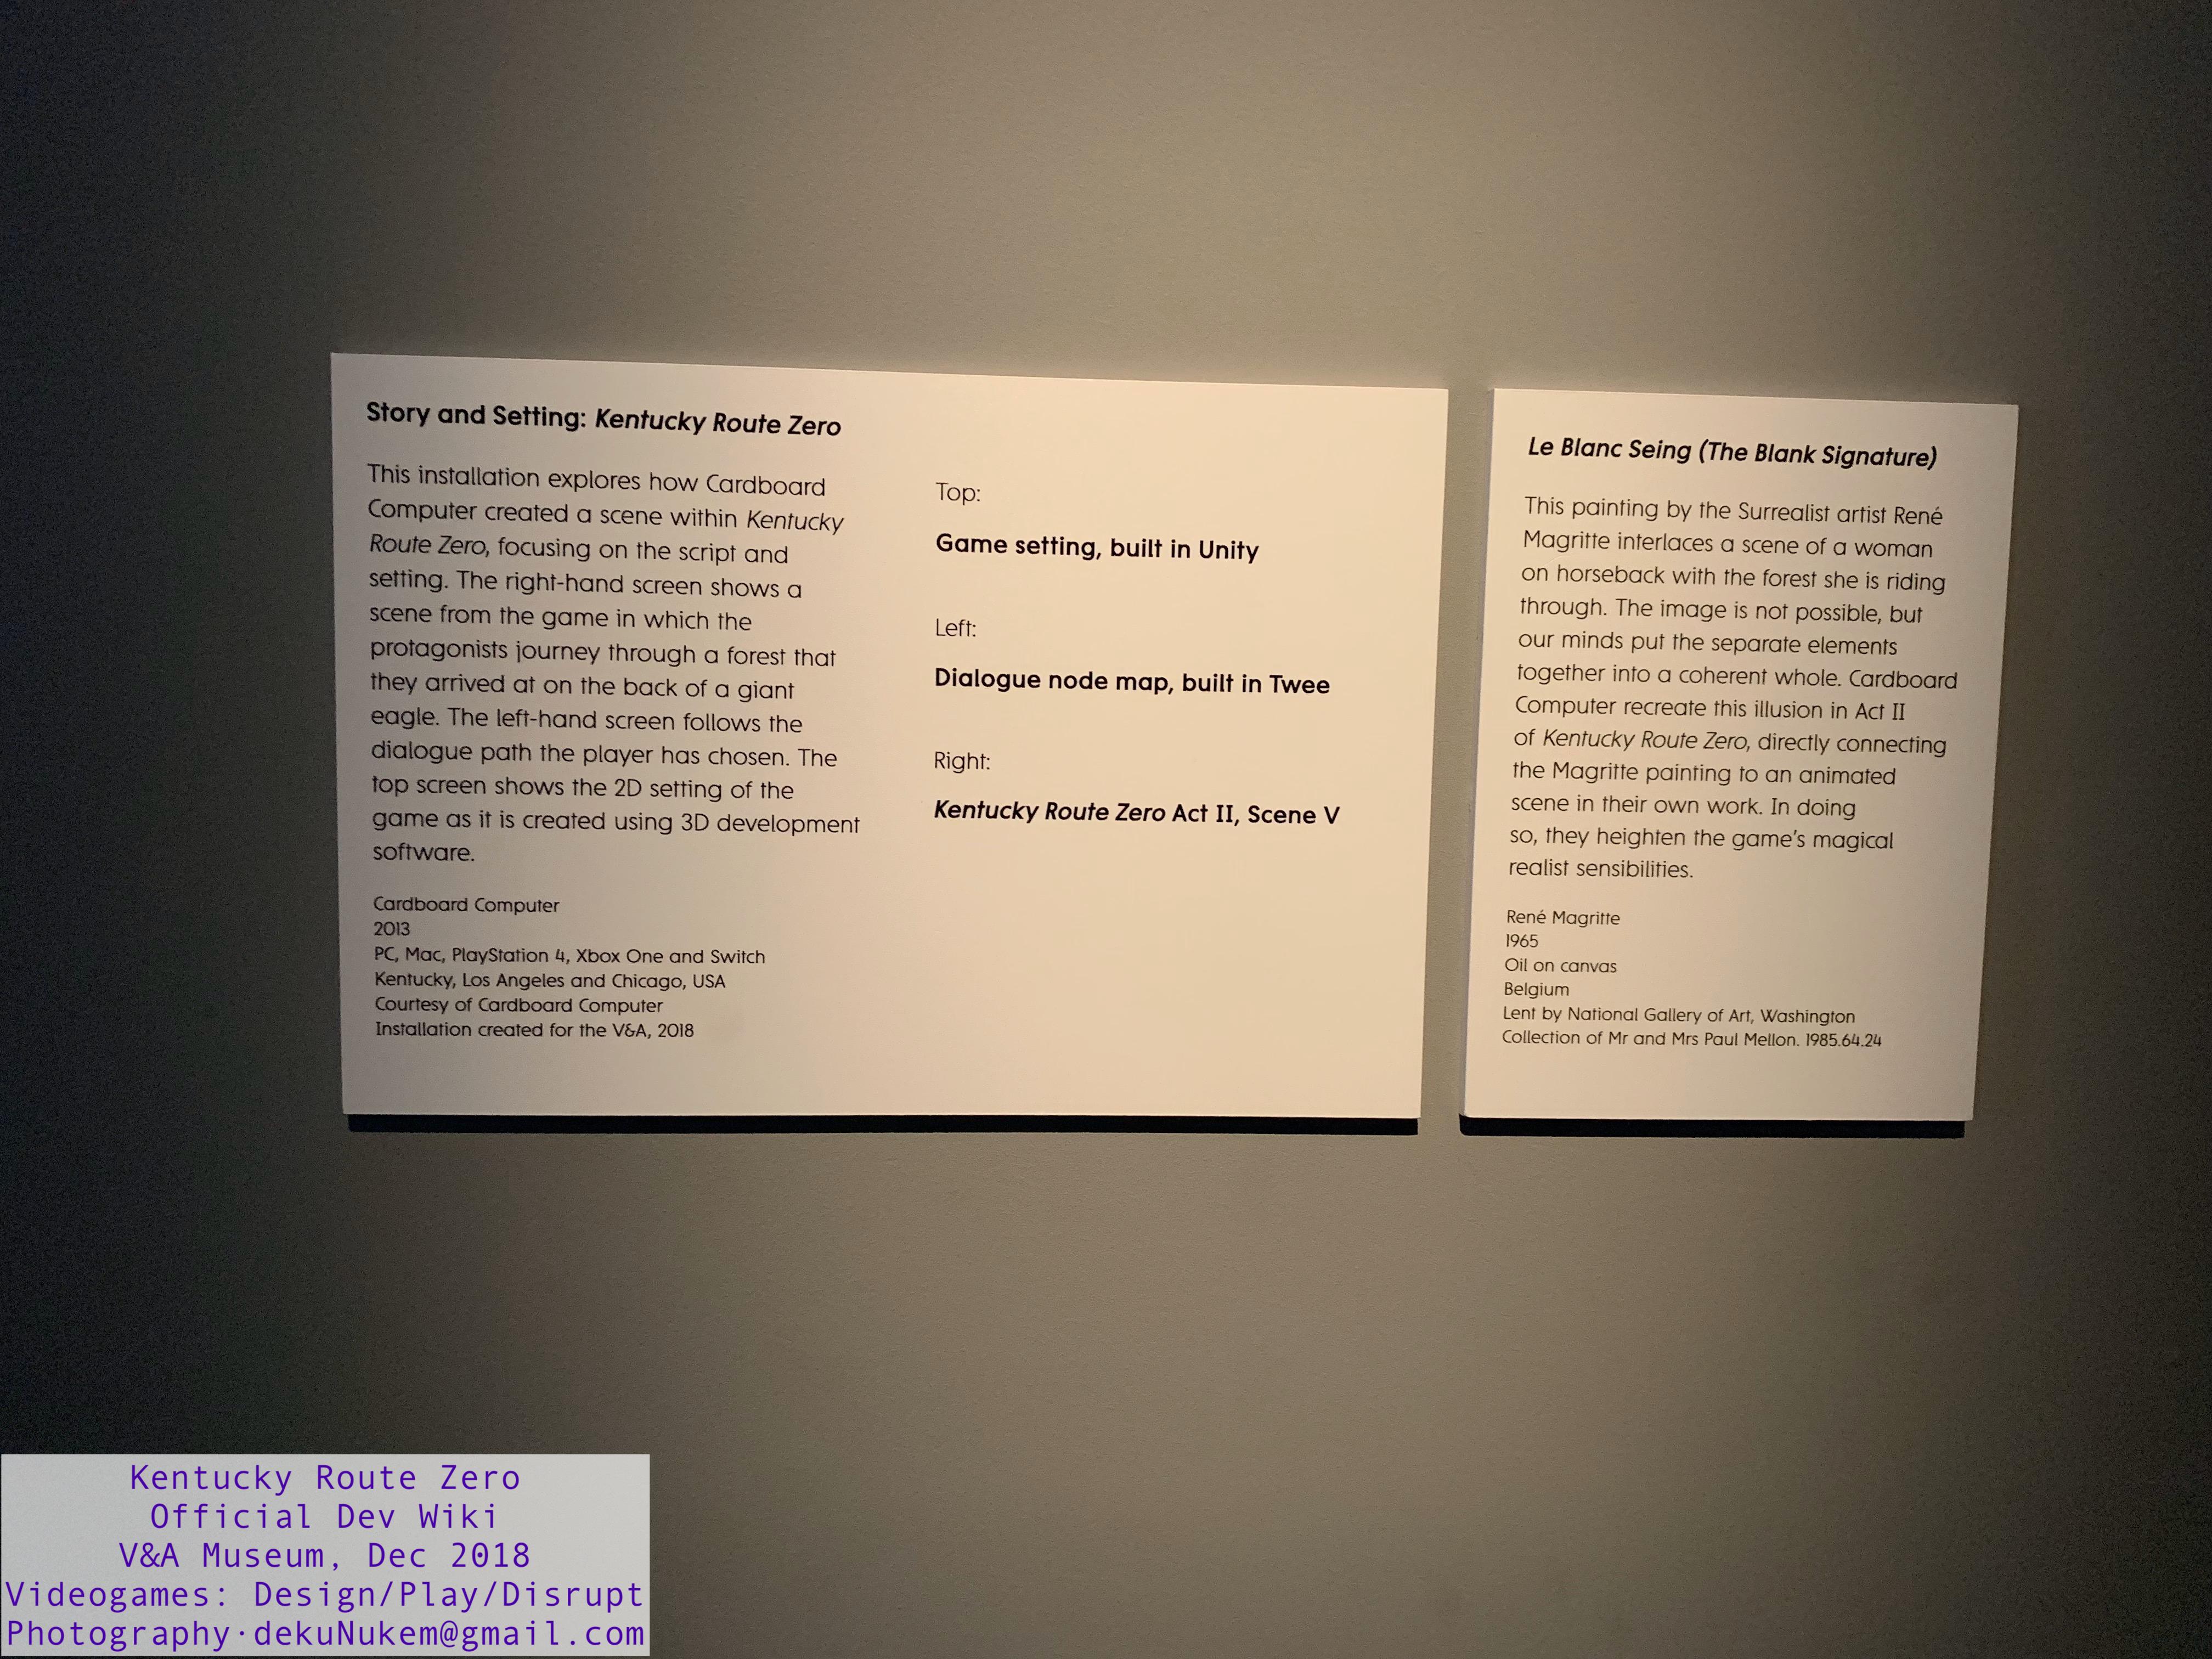 Story and Setting: Kentucky Route Zero
This installation explores how Cardboard
Computer created a scene within Kentucky
Route Zero, focusing on the script and
setting. The right-hand screen shows a
scene from the game in which the
protagonists journey through a forest that
they arrived at on the back of a giant
eagle. The left-hand screen follows the
dialogue path the player has chosen. The
top screen shows the 2D setting of the
game as it is created using 3D development
software.
Cardboard Computer
2013
PC, Mac, PlayStation 4, Xbox One and Switch
Kentucky, Los Angeles and Chicago, USA
Courtesy of Cardboard Computer
Installation created for the V&A, 2018
Top:
Game setting, built in Unity
Left:
Dialogue node map, built in Twee
Right:
Kentucky Route Zero Act II, Scene V
Le Blanc Seing (The Blank Signature)
This painting by the Surrealist artist René
Magritte interlaces a scene of a woman
on horseback with the forest she is riding
through. The image is not possible, but
our minds put the separate elements
together into a coherent whole. Cardboard
Computer recreate this illusion in Act II
of Kentucky Route Zero, directly connecting
the Magritte painting to an animated
scene in their own work. In doing
so, they heighten the game's magical
realist sensibilities.
René Magritte
1965
Oil on canvas
Belgium
Lent by National Gallery of Art, Washington
Collection of Mr and Mrs Paul Mellon. 1985.64.24
Kentucky Route Zero
Official Dev Wiki
V&A Museum, Dec 2018
Videogames: Design/Play/Disrupt
Photography·dekuNukem@gmail.com